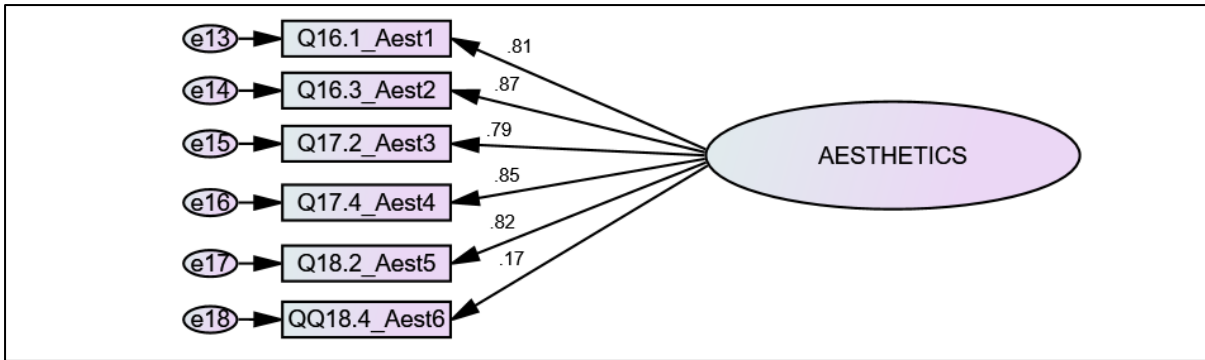 e13
Q16.1_Aest1
.81
e14
Q16.3_Aest2
.87
e15
Q17.2_Aest3
.79
AESTHETICS
e16
Q17.4_Aest4
.85
e17
Q18.2_Aest5
.82
e18
QQ18.4_Aest6
.17